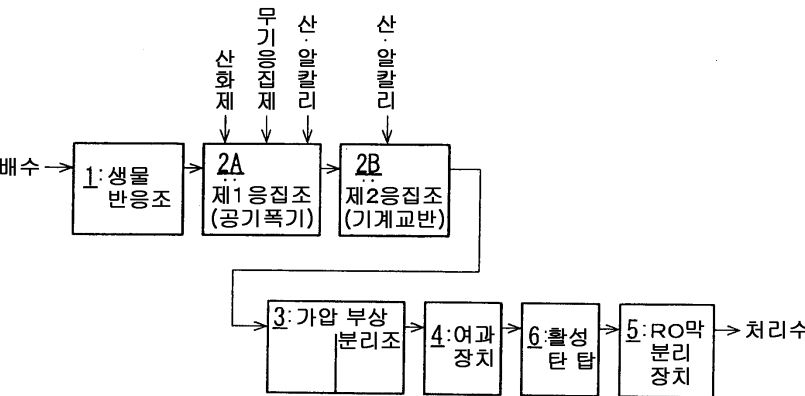 산화제
무기응집제
산·알칼리
산·알칼리
배수
1:생물
반응조
2A
:
제1응집조
(공기폭기)
2B
:
제2응집조
(기계교반)
3:가압 부상
분리조
4:여과
장치
6:활성
탄 탑
5:RO막
분리
장치
처리수